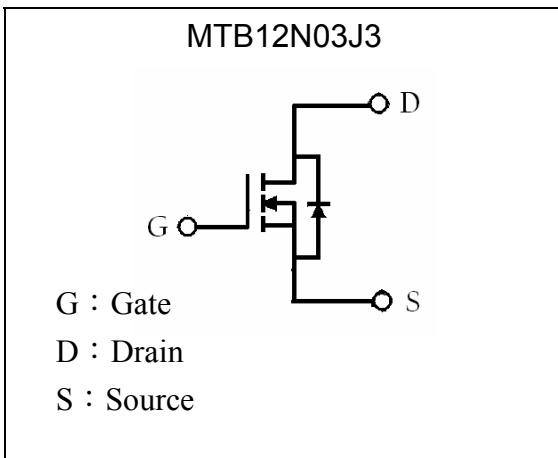 MTB12N03J3
D
G
S
G：Gate
D：Drain
S：Source